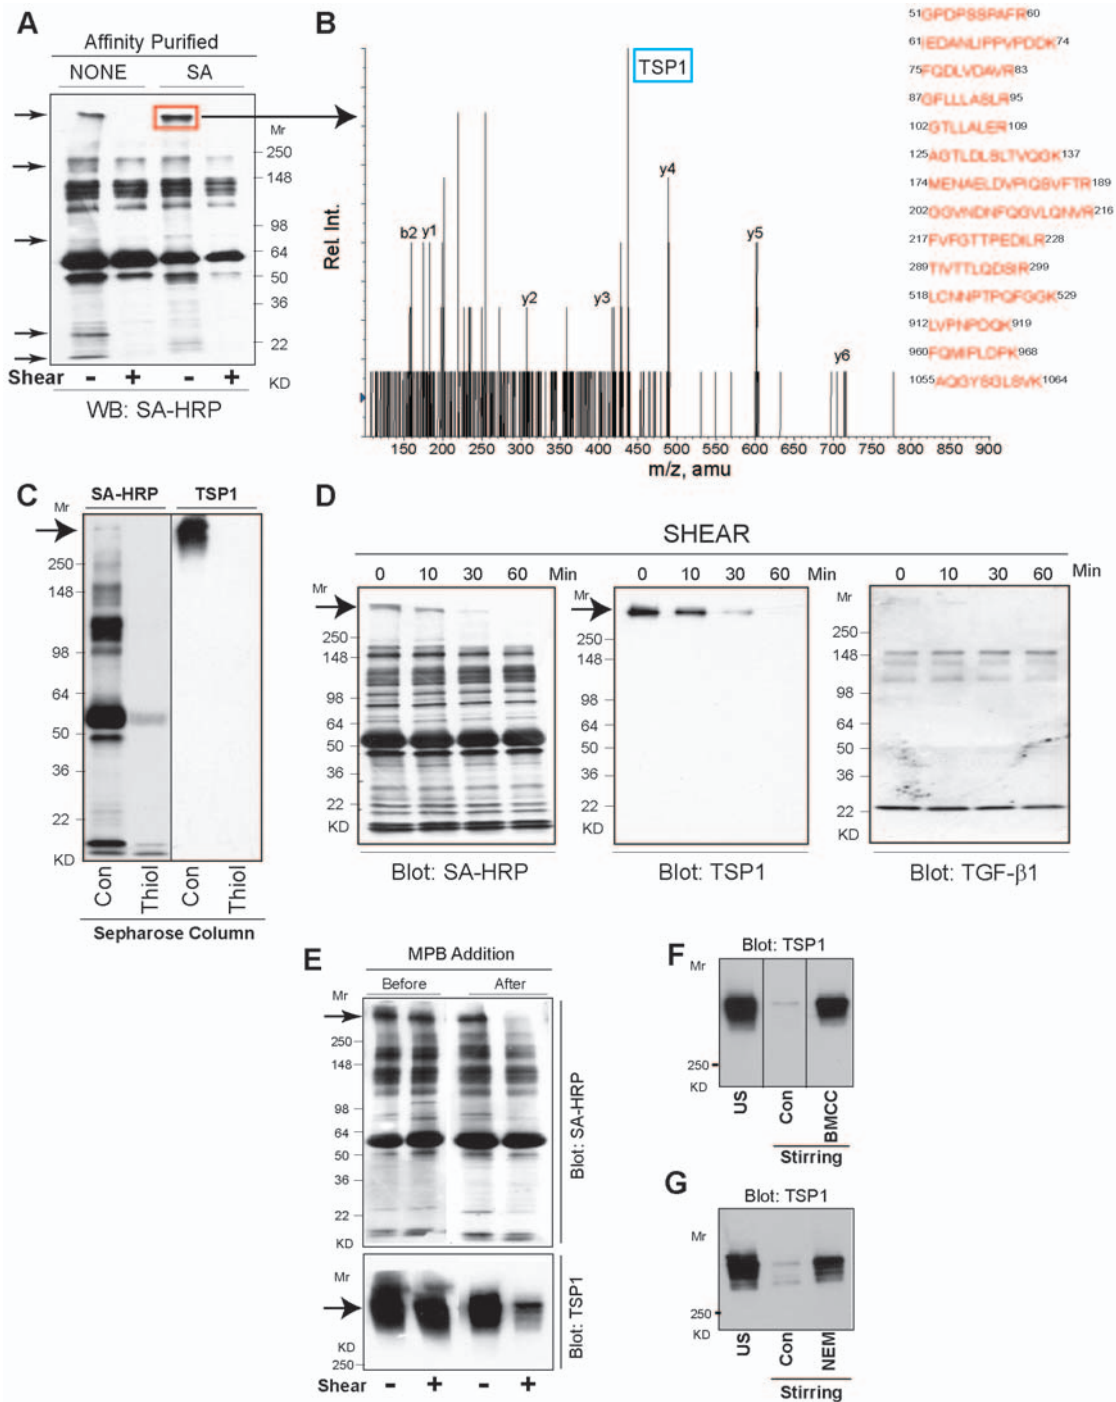 A
Affinity Purified
NONE SA
Mr
250
148
98
64
50
36
22
KD
Shear - + - +
WB: SA-HRP
B
TSP1
b2 y1
y2
y3
y4
y5
y6
Rel. Int.
150 200 250 300 350 400 450 500 550 600 650 700 750 800 850 900
m/z, amu
51GPDPSSPAFR60
61IEDANLIPPVPDDK74
75FQDLVDAVR83
87GFLLLASLR95
102GTLLALER109
125AGTLDLSLTVQGK137
174MENAELDVPIQSVFTR189
202GGVNDNFQGVLQNVR216
217FVFGTTPEDILR228
289TIVTTLQDSIR299
518LCNNPTPQFGGK529
912LVPNPDQK919
960FQMIPLDPK968
1055AQGYSGLSVK1064
C
SA-HRP TSP1
Mr
250
148
98
64
50
36
22
KD
Con Thiol Con Thiol
Sepharose Column
D
SHEAR
0 10 30 60 Min
Mr
250
148
98
64
50
36
22
KD
Blot: SA-HRP
0 10 30 60 Min
Mr
250
148
98
64
50
36
22
KD
Blot: TSP1
0 10 30 60 Min
Mr
250
148
98
64
50
36
22
KD
Blot: TGF-β1
E
MPB Addition
Before After
Mr
250
148
98
64
50
36
22
KD
Blot: SA-HRP
Mr
KD
250
Blot: TSP1
Shear - + - +
F
Blot: TSP1
Mr
250
KD
US Con BMCC
Stirring
G
Blot: TSP1
Mr
250
KD
US Con NEM
Stirring